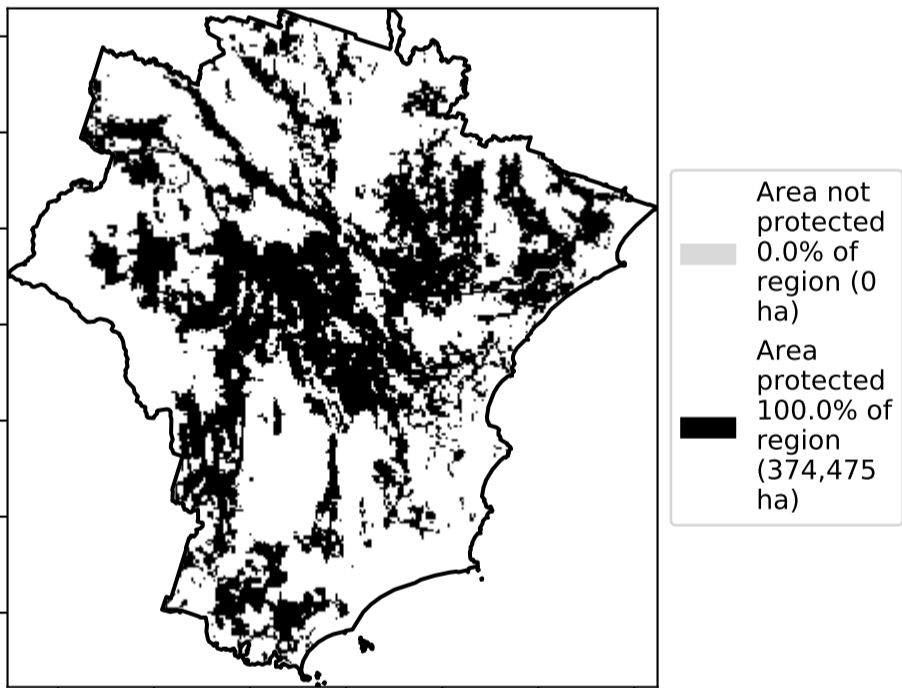 Area not
protected
0.0% of
region (0
ha)
Area
protected
100.0% of
region
(374,475
ha)